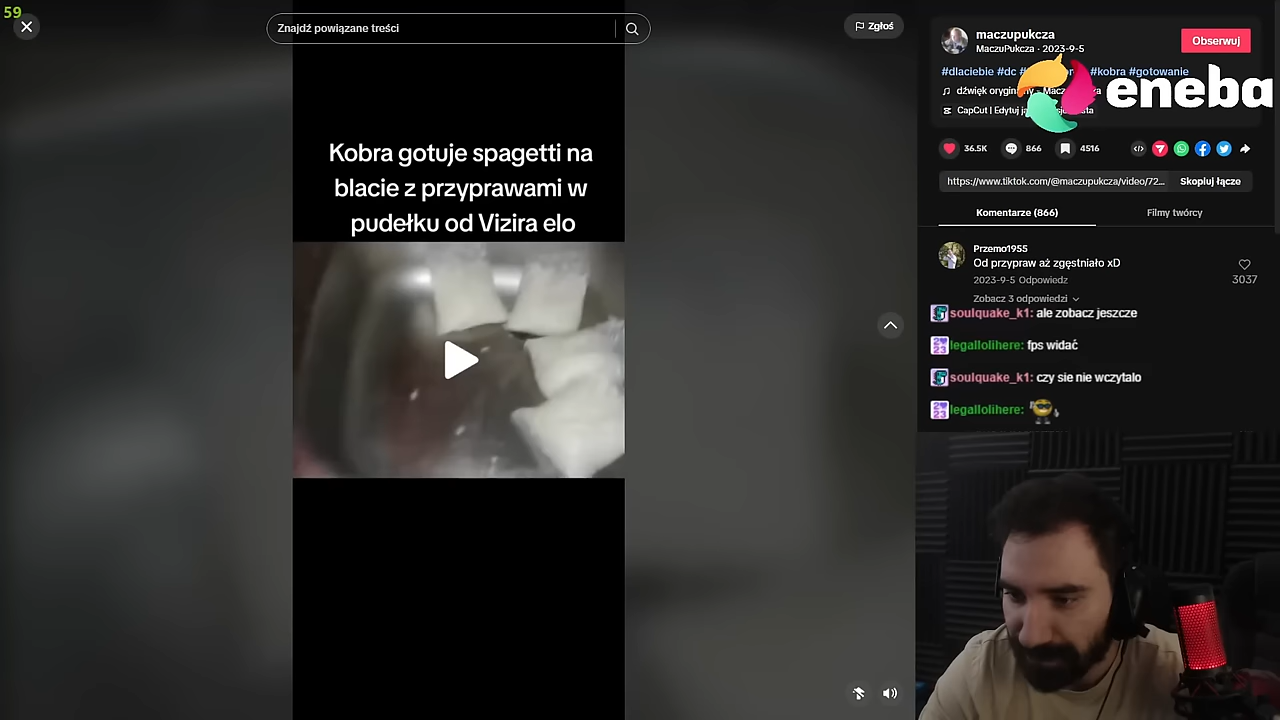 59
Znajdź powiązane treści
Zgłoś
Kobra gotuje spagetti na
blacie z przyprawami w
pudełku od Vizira elo
maczupukcza
MaczuPukcza · 2023-9-5
Obserwuj
#dlaciebie #dc #kobra #gotowanie
eneba
dźwięk
CapCut | Edytuj
36.5K
866
4516
https://www.tiktok.com/@maczupukcza/video/72...
Skopiuj łącze
Komentarze (866)
Filmy twórcy
Przemo1955
Od przypraw aż zgęstniało xD
2023-9-5 Odpowiedz
3037
Zobacz 3 odpowiedzi
soulquake_k1: ale zobacz jeszcze
legallolihere: fps widać
soulquake_k1: czy sie nie wczytalo
legallolihere: